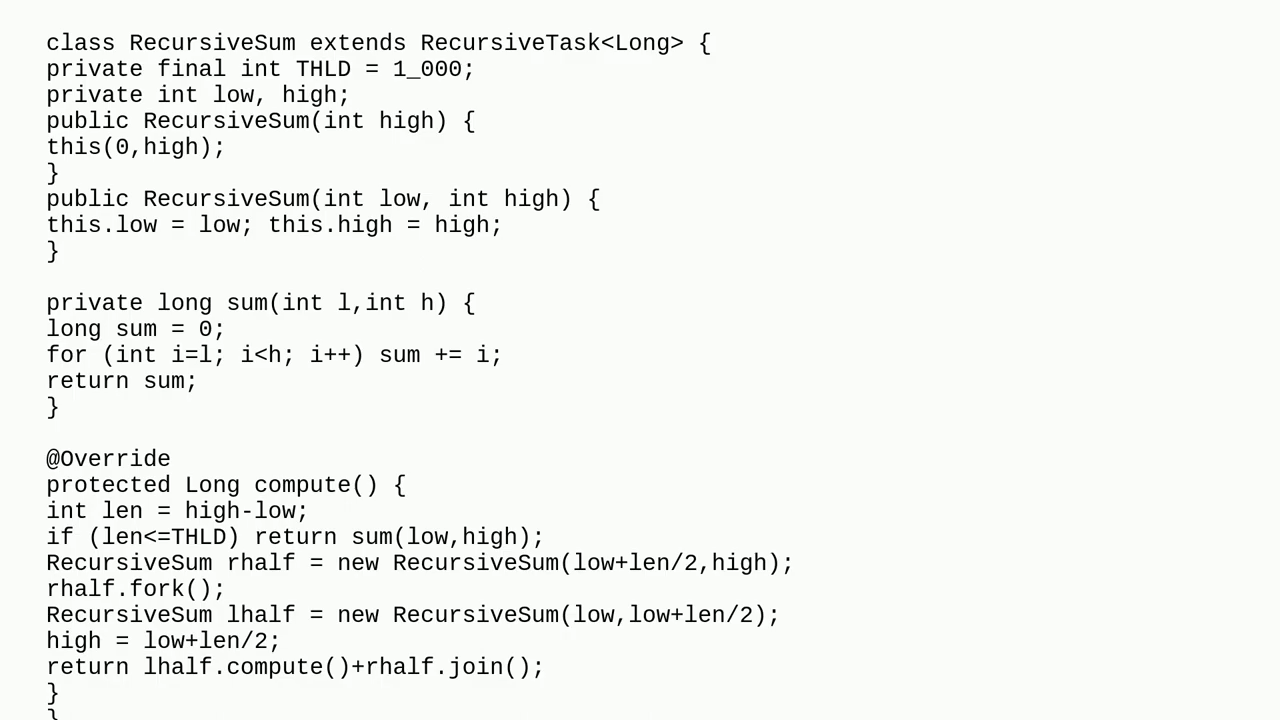 class RecursiveSum extends RecursiveTask<Long> {
private final int THLD = 1_000;
private int low, high;
public RecursiveSum(int high) {
this(0,high);
}
public RecursiveSum(int low, int high) {
this.low = low; this.high = high;
}

private long sum(int l,int h) {
long sum = 0;
for (int i=l; i<h; i++) sum += i;
return sum;
}

@Override
protected Long compute() {
int len = high-low;
if (len<=THLD) return sum(low,high);
RecursiveSum rhalf = new RecursiveSum(low+len/2,high);
rhalf.fork();
RecursiveSum lhalf = new RecursiveSum(low,low+len/2);
high = low+len/2;
return lhalf.compute()+rhalf.join();
}
}